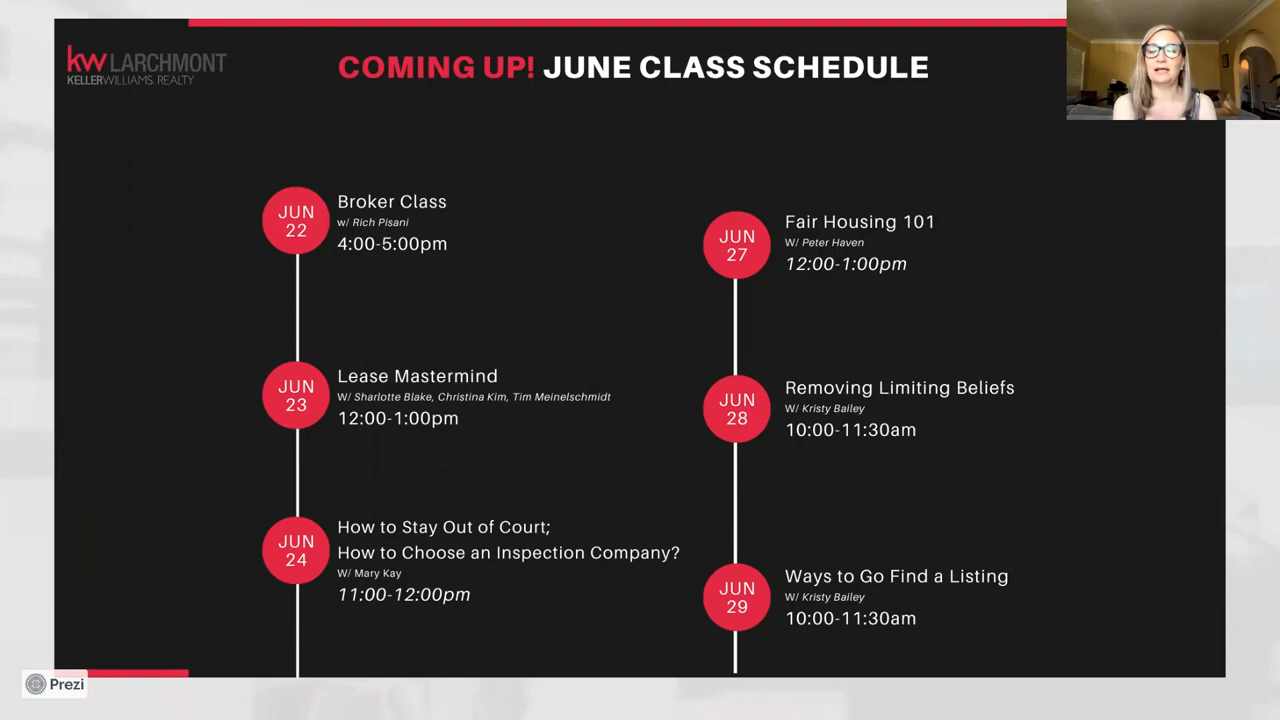 kw LARCHMONT
KELLERWILLIAMS. REALTY
COMING UP! JUNE CLASS SCHEDULE
JUN
22
Broker Class
w/ Rich Pisani
4:00-5:00pm
JUN
23
Lease Mastermind
W/ Sharlotte Blake, Christina Kim, Tim Meinelschmidt
12:00-1:00pm
JUN
24
How to Stay Out of Court;
How to Choose an Inspection Company?
W/ Mary Kay
11:00-12:00pm
JUN
27
Fair Housing 101
W/ Peter Haven
12:00-1:00pm
JUN
28
Removing Limiting Beliefs
W/ Kristy Bailey
10:00-11:30am
JUN
29
Ways to Go Find a Listing
W/ Kristy Bailey
10:00-11:30am
Prezi